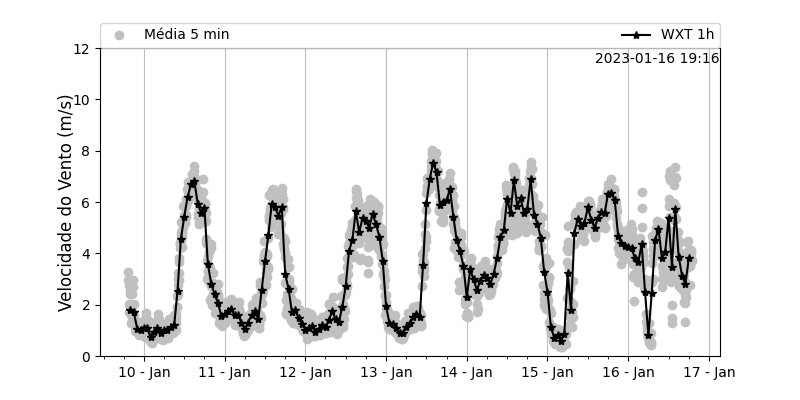 Média 5 min
WXT 1h
2023-01-16 19:16
Velocidade do Vento (m/s)
12
10
8
6
4
2
0
10 - Jan 11 - Jan 12 - Jan 13 - Jan 14 - Jan 15 - Jan 16 - Jan 17 - Jan